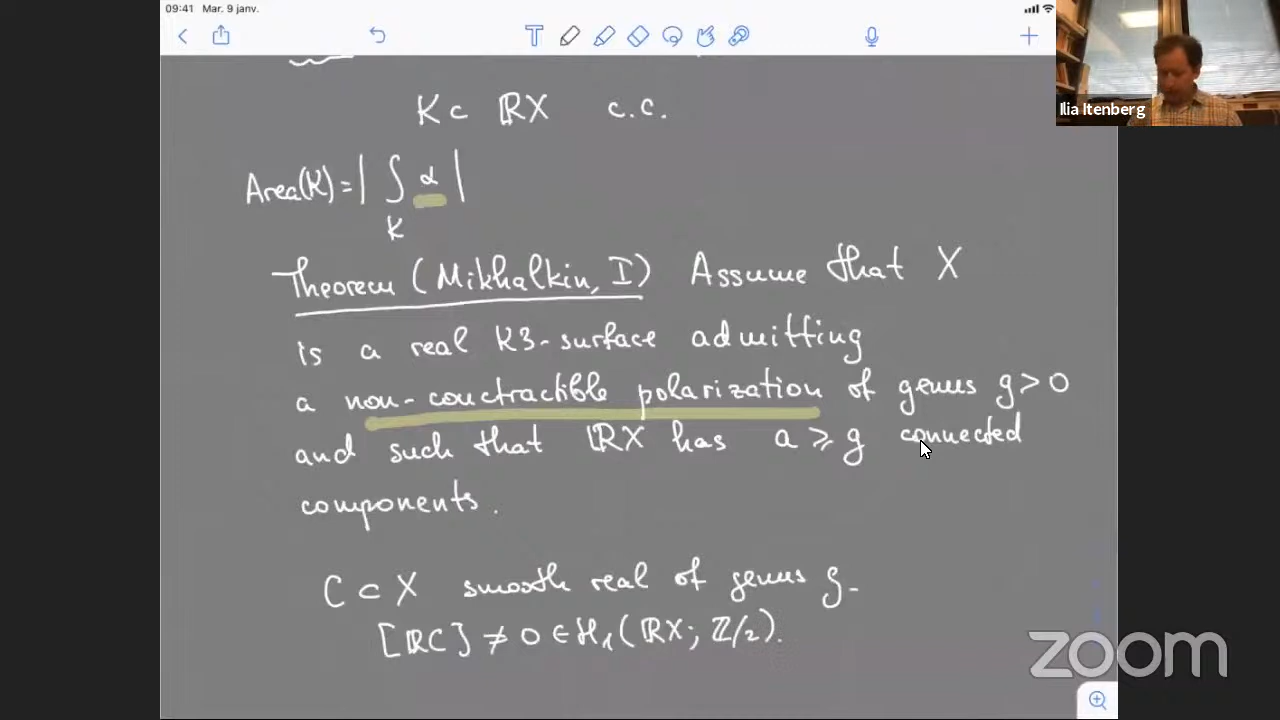 09:41 Mar. 9 janv.
Ilia Itenberg
K ⊂ ℝX c.c.
Area(K) = | ∫_K α |
Theorem (Mikhalkin, I) Assume that X
is a real K3-surface admitting
a non-contractible polarization of genus g > 0
and such that ℝX has a ⩾ g connected
components.
C ⊂ X smooth real of genus g.
[ℝC] ≠ 0 ∈ H₁(ℝX; ℤ/2).
zoom